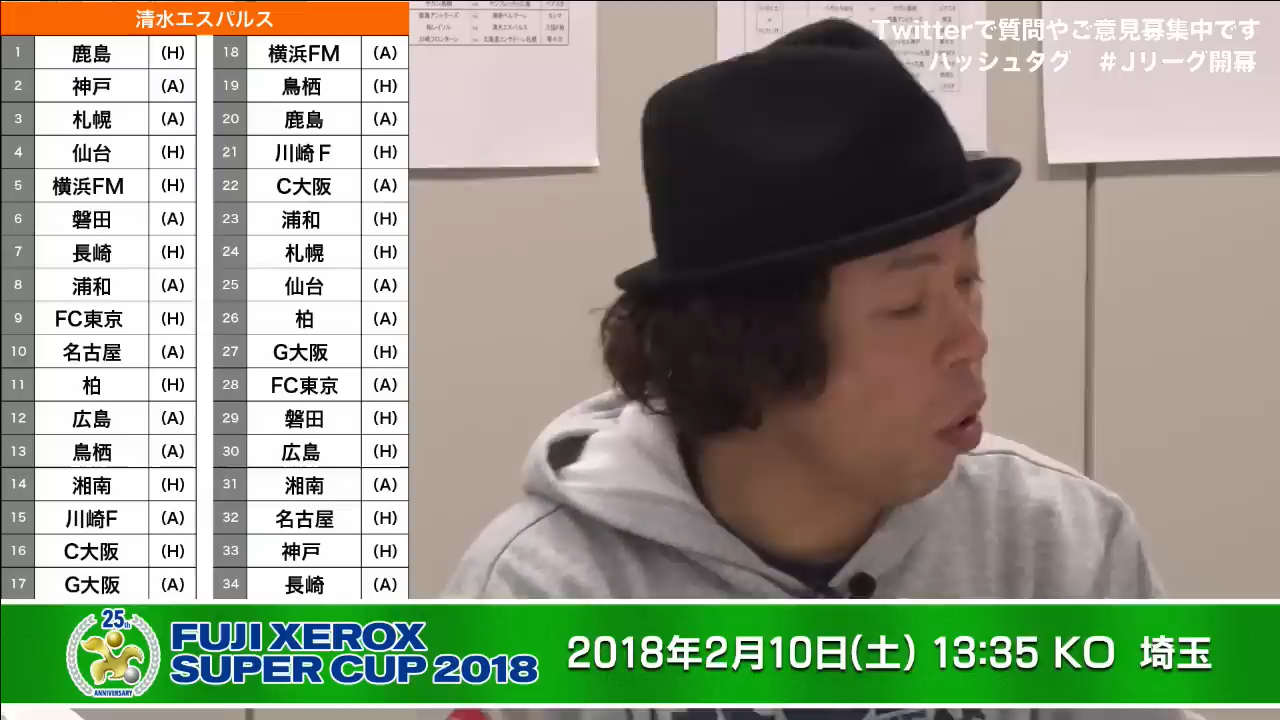 清水エスパルス
1 鹿島 (H)
2 神戸 (A)
3 札幌 (A)
4 仙台 (H)
5 横浜FM (H)
6 磐田 (A)
7 長崎 (H)
8 浦和 (A)
9 FC東京 (H)
10 名古屋 (A)
11 柏 (H)
12 広島 (A)
13 鳥栖 (A)
14 湘南 (H)
15 川崎F (A)
16 C大阪 (H)
17 G大阪 (A)
18 横浜FM (A)
19 鳥栖 (H)
20 鹿島 (A)
21 川崎F (H)
22 C大阪 (A)
23 浦和 (H)
24 札幌 (H)
25 仙台 (A)
26 柏 (A)
27 G大阪 (H)
28 FC東京 (A)
29 磐田 (H)
30 広島 (H)
31 湘南 (A)
32 名古屋 (H)
33 神戸 (H)
34 長崎 (A)
Twitterで質問やご意見募集中です
ハッシュタグ #Jリーグ開幕
25th
ANNIVERSARY
FUJI XEROX
SUPER CUP 2018
2018年2月10日(土) 13:35 KO 埼玉